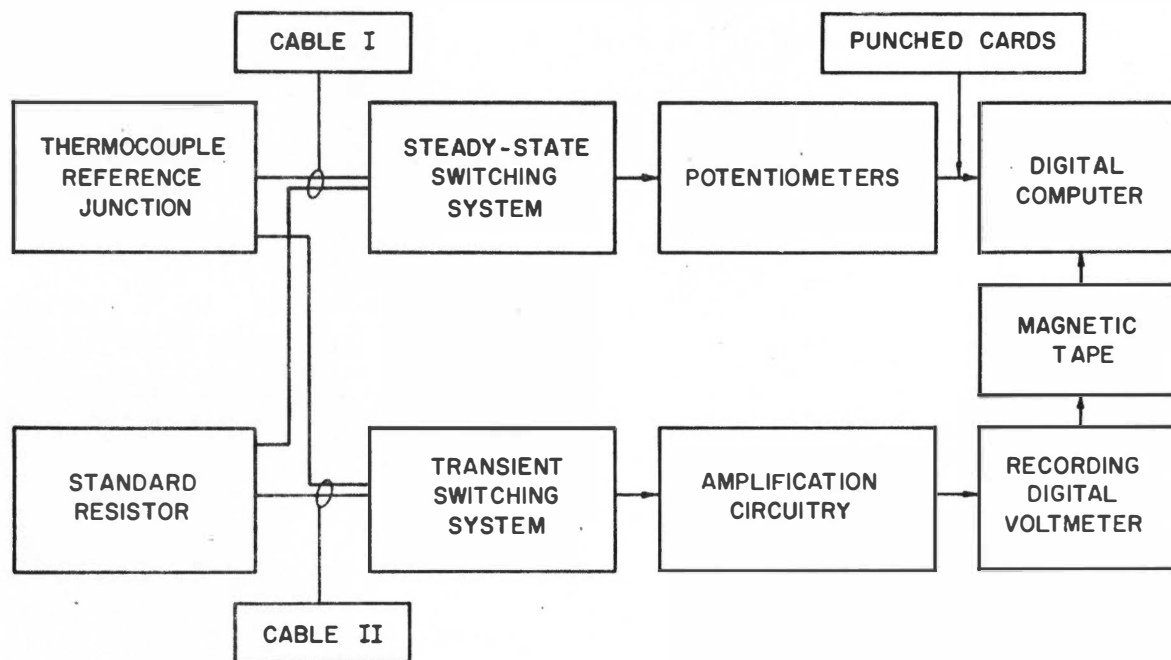 CABLE I
PUNCHED CARDS
THERMOCOUPLE
REFERENCE
JUNCTION
STEADY-STATE
SWITCHING
SYSTEM
POTENTIOMETERS
DIGITAL
COMPUTER
MAGNETIC
TAPE
STANDARD
RESISTOR
TRANSIENT
SWITCHING
SYSTEM
AMPLIFICATION
CIRCUITRY
RECORDING
DIGITAL
VOLTMETER
CABLE II